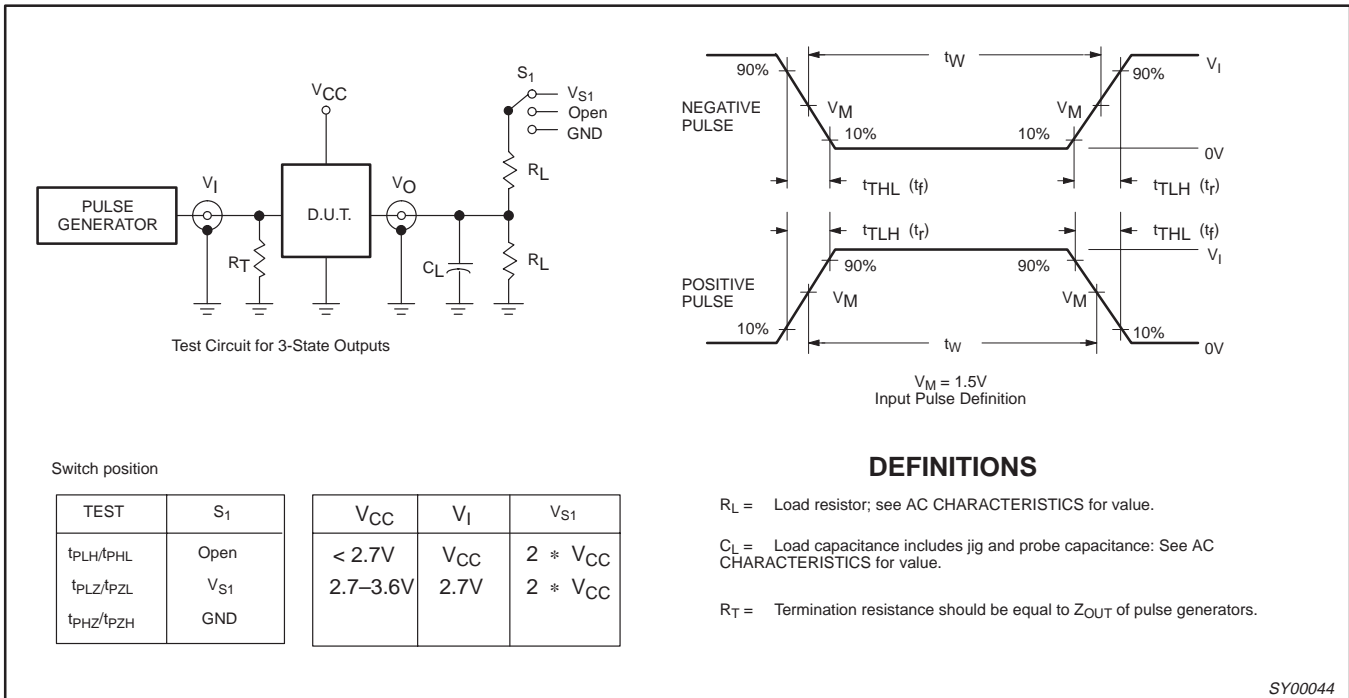 VCC
S1
VS1
Open
GND
RL
VI
VO
PULSE
GENERATOR
D.U.T.
RT
CL
RL
Test Circuit for 3-State Outputs
tW
90%
90%
VI
NEGATIVE
PULSE
VM
VM
10%
10%
0V
tTHL (tf)
tTLH (tr)
tTLH (tr)
tTHL (tf)
VI
90%
90%
POSITIVE
PULSE
VM
VM
10%
10%
tW
0V
VM = 1.5V
Input Pulse Definition
Switch position
TEST S1
tPLH/tPHL Open
tPLZ/tPZL VS1
tPHZ/tPZH GND
VCC VI VS1
< 2.7V VCC 2 * VCC
2.7–3.6V 2.7V 2 * VCC
DEFINITIONS
RL = Load resistor; see AC CHARACTERISTICS for value.
CL = Load capacitance includes jig and probe capacitance: See AC
CHARACTERISTICS for value.
RT = Termination resistance should be equal to ZOUT of pulse generators.
SY00044